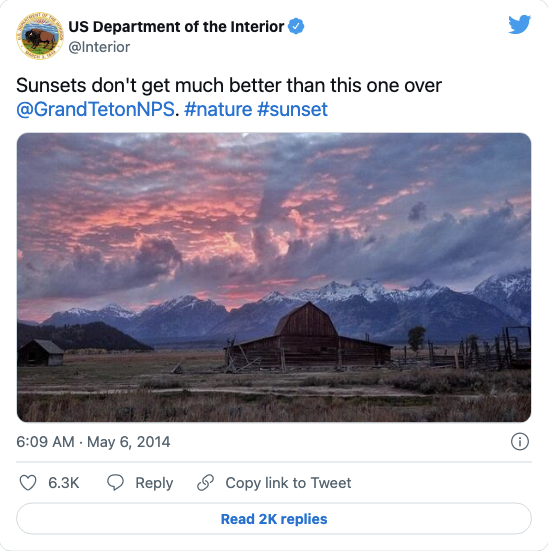 US Department of the Interior
@Interior
Sunsets don't get much better than this one over
@GrandTetonNPS. #nature #sunset
6:09 AM · May 6, 2014
6.3K Reply Copy link to Tweet
Read 2K replies